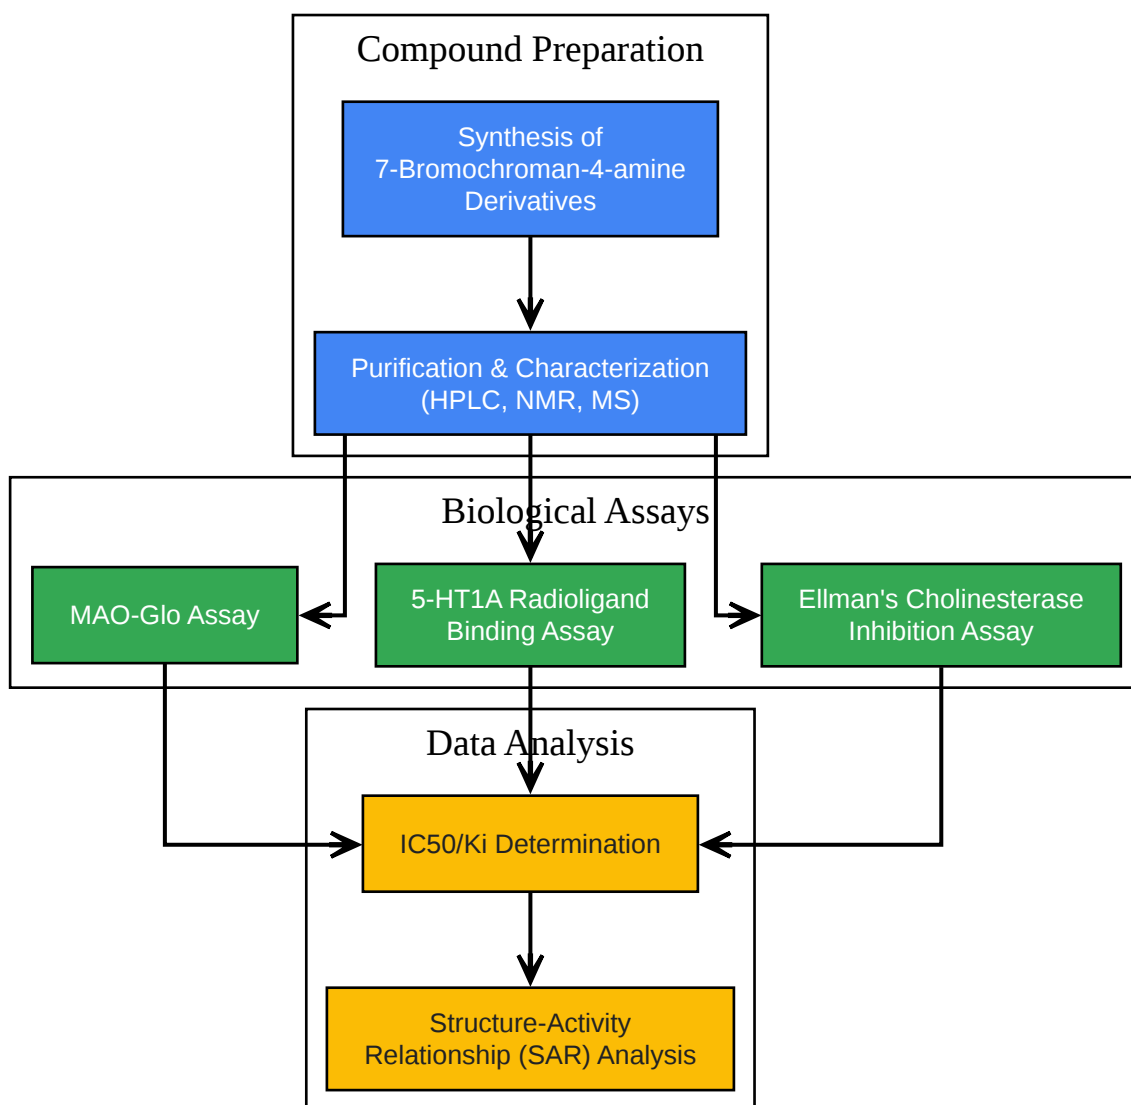 Compound Preparation
Synthesis of
7-Bromochroman-4-amine
Derivatives
Purification & Characterization
(HPLC, NMR, MS)
Biological Assays
MAO-Glo Assay
5-HT1A Radioligand
Binding Assay
Ellman's Cholinesterase
Inhibition Assay
Data Analysis
IC50/Ki Determination
Structure-Activity
Relationship (SAR) Analysis